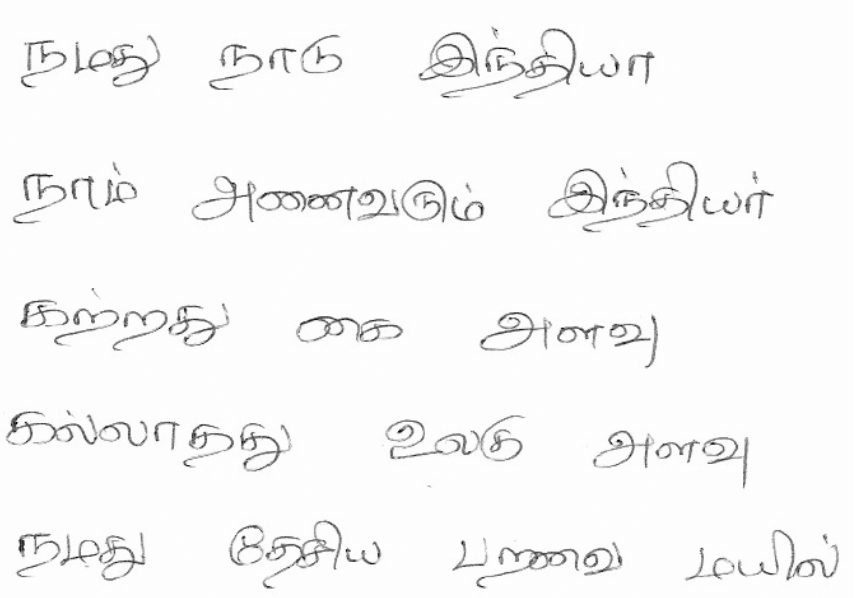 நமது நாடு இந்தியா
நாம் அனைவரும் இந்தியர்
கற்றது கை அளவு
கல்லாதது உலகு அளவு
நமது தேசிய பறவை மயில்